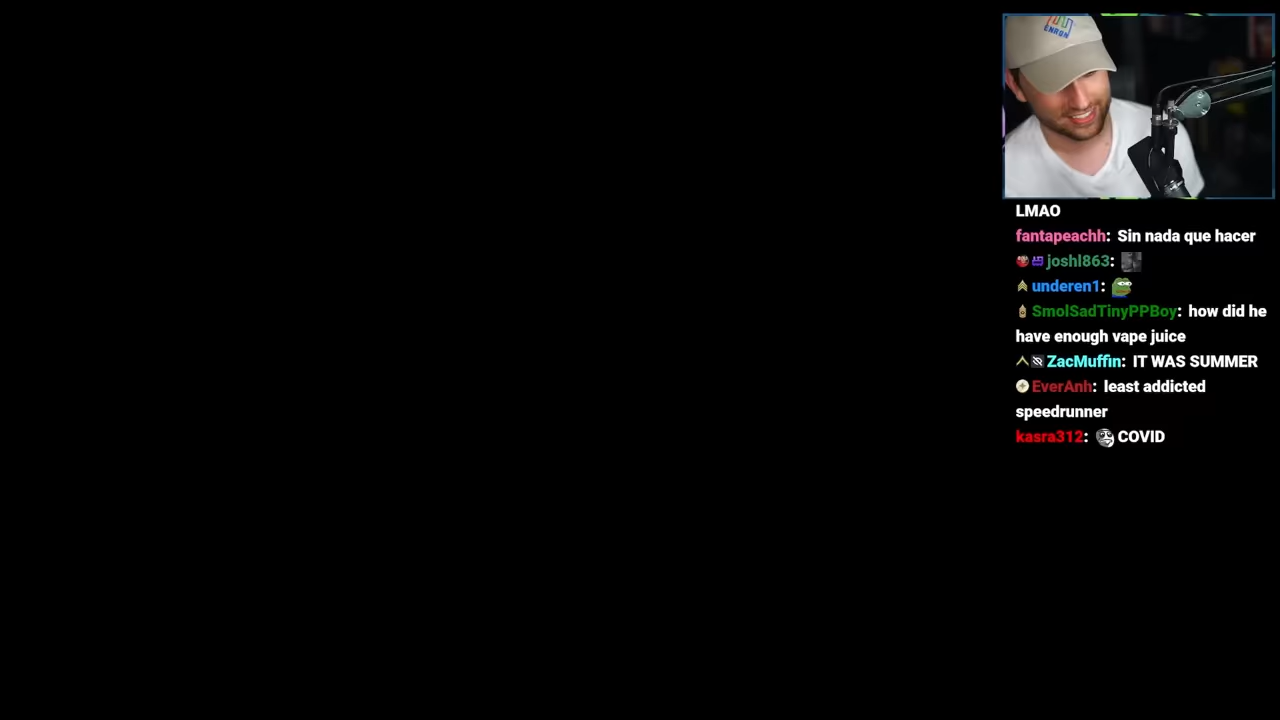 ENRON
LMAO
fantapeachh: Sin nada que hacer
joshl863:
underen1:
SmolSadTinyPPBoy: how did he
have enough vape juice
ZacMuffin: IT WAS SUMMER
EverAnh: least addicted
speedrunner
kasra312: COVID